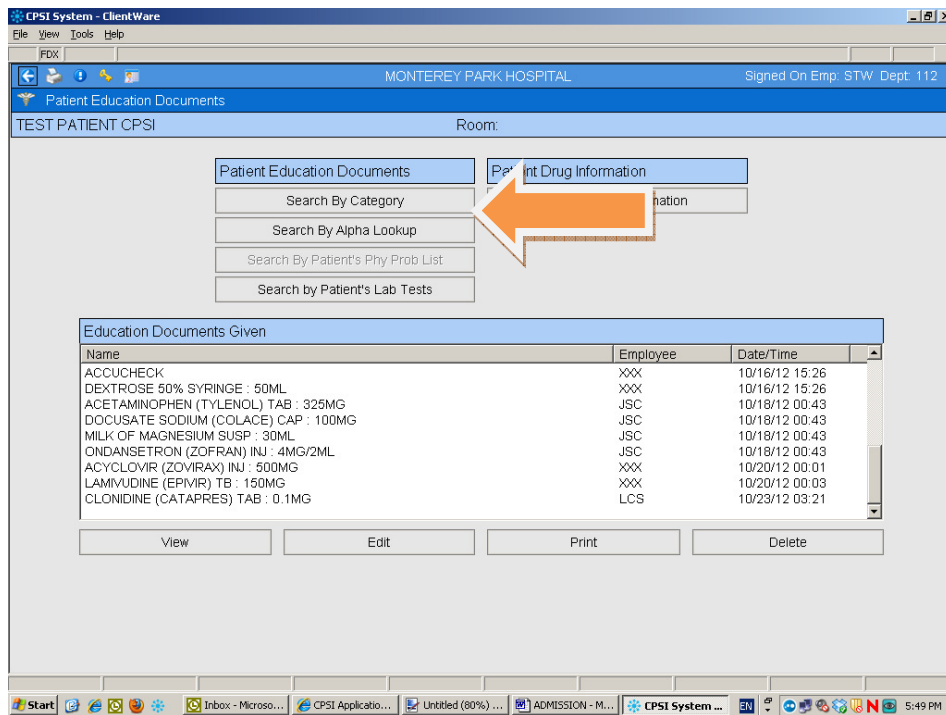 CPSI System - ClientWare
File View Tools Help
FDX
MONTEREY PARK HOSPITAL Signed On Emp: STW Dept: 112
Patient Education Documents
TEST PATIENT CPSI Room:
Patient Education Documents
Search By Category
Search By Alpha Lookup
Search By Patient's Phy Prob List
Search by Patient's Lab Tests
Patient Drug Information
Education Documents Given
Name Employee Date/Time
ACCUCHECK XXX 10/16/12 15:26
DEXTROSE 50% SYRINGE : 50ML XXX 10/16/12 15:26
ACETAMINOPHEN (TYLENOL) TAB : 325MG JSC 10/18/12 00:43
DOCUSATE SODIUM (COLACE) CAP : 100MG JSC 10/18/12 00:43
MILK OF MAGNESIUM SUSP : 30ML JSC 10/18/12 00:43
ONDANSETRON (ZOFRAN) INJ : 4MG/2ML JSC 10/18/12 00:43
ACYCLOVIR (ZOVIRAX) INJ : 500MG XXX 10/20/12 00:01
LAMIVUDINE (EPIVIR) TB : 150MG XXX 10/20/12 00:03
CLONIDINE (CATAPRES) TAB : 0.1MG LCS 10/23/12 03:21
View Edit Print Delete
Start Inbox - Microso... CPSI Applicatio... Untitled (80%) ... ADMISSION - M... CPSI System ... EN 5:49 PM